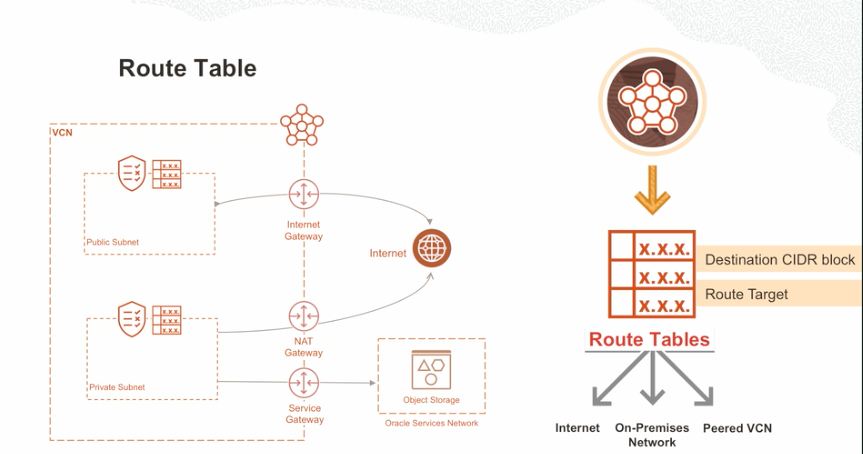 Route Table
VCN
x.x.x.
x.x.x.
x.x.x.
Public Subnet
Internet
Gateway
Internet
x.x.x.
x.x.x.
x.x.x.
Private Subnet
NAT
Gateway
Service
Gateway
Object Storage
Oracle Services Network
x.x.x.
x.x.x.
x.x.x.
Destination CIDR block
Route Target
Route Tables
Internet
On-Premises
Network
Peered VCN